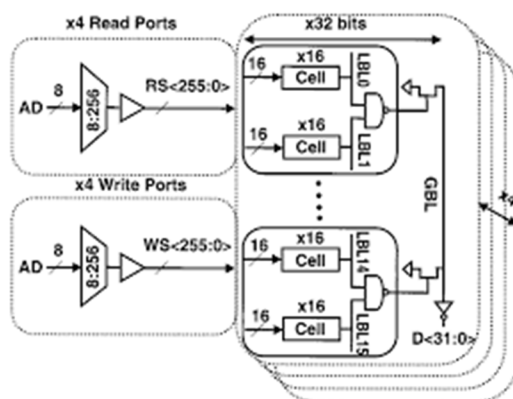 x4 Read Ports
AD
8
8:256
RS<255:0>
x4 Write Ports
AD
8
8:256
WS<255:0>
x32 bits
16
x16
Cell
LBL0
16
x16
Cell
LBL1
16
x16
Cell
LBL14
16
x16
Cell
LBL15
GBL
D<31:0>